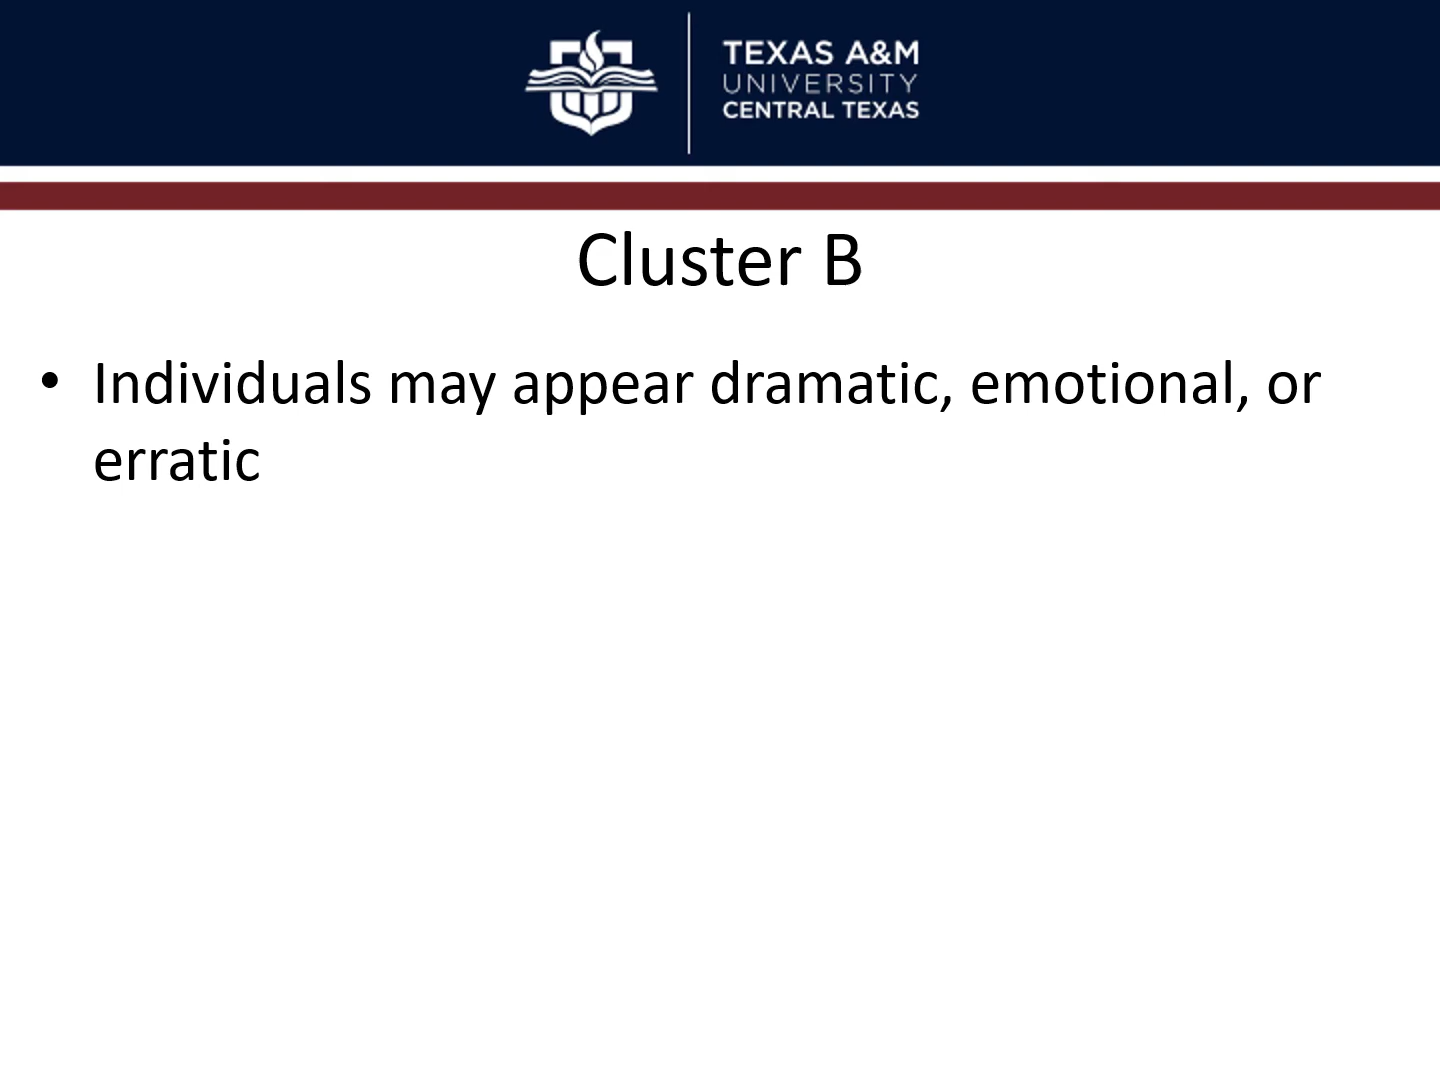 TEXAS A&M
UNIVERSITY
CENTRAL TEXAS
Cluster B
• Individuals may appear dramatic, emotional, or
erratic